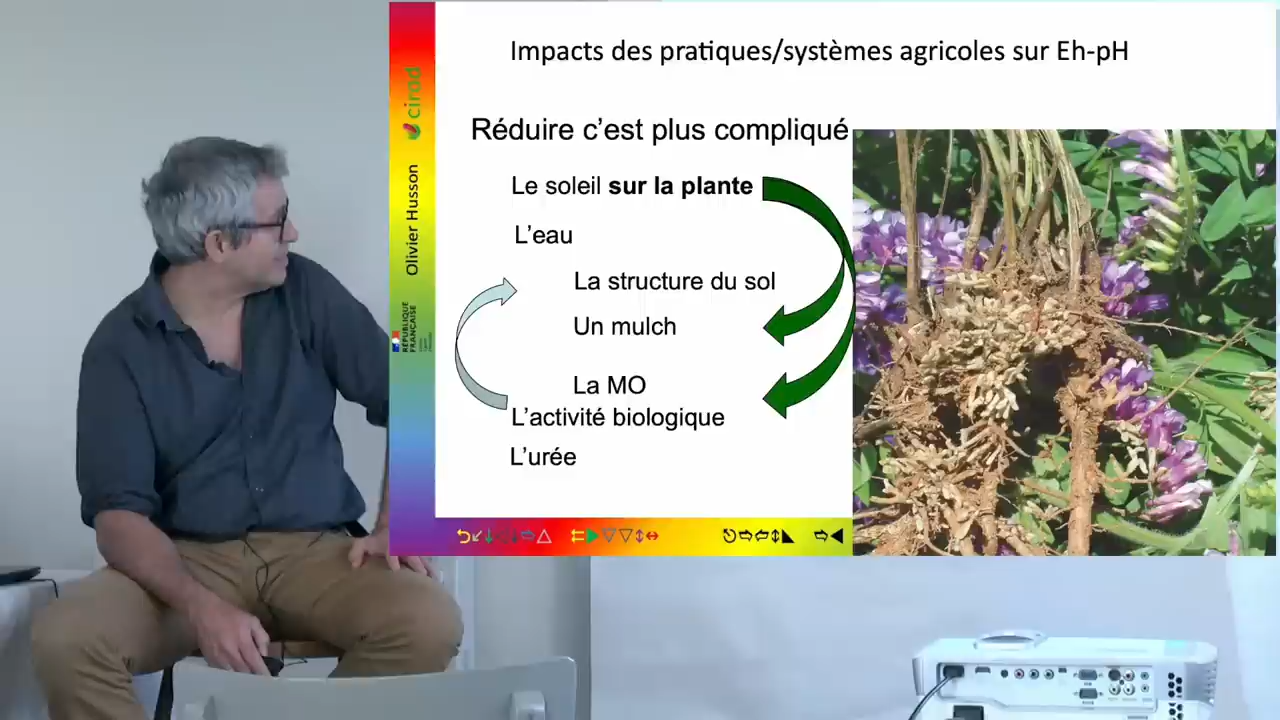 Impacts des pratiques/systèmes agricoles sur Eh-pH
Réduire c'est plus compliqué
Le soleil sur la plante
L'eau
La structure du sol
Un mulch
La MO
L'activité biologique
L'urée
cirad
Olivier Husson
RÉPUBLIQUE
FRANÇAISE